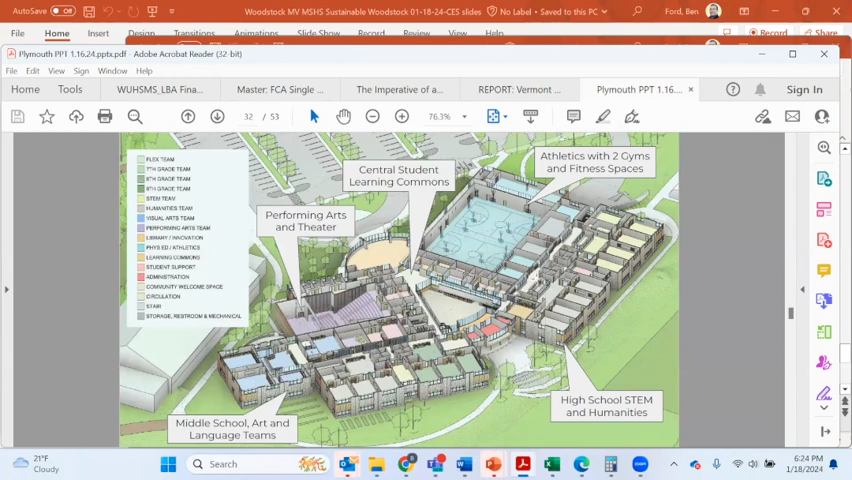 AutoSave Off Woodstock MV MSHS Sustainable Woodstock 01-18-24-CES slides No Label • Saved to this PC Ford, Ben
File Home Insert Draw Design Transitions Animations Slide Show Record Review View Record Share
Plymouth PPT 1.16.24.pptx.pdf - Adobe Acrobat Reader (32-bit)
File Edit View Sign Window Help
Home Tools WUHSMS_LBA Fina... Master: FCA Single ... The Imperative of a... REPORT: Vermont ... Plymouth PPT 1.16.... × Sign In
32 / 53 76.3%
FLEX TEAM
7TH GRADE TEAM
8TH GRADE TEAM
STEM TEAM
HUMANITIES TEAM
VISUAL ARTS TEAM
PERFORMING ARTS TEAM
LIBRARY / INNOVATION
PHYS ED / ATHLETICS
LEARNING COMMONS
STUDENT SUPPORT
ADMINISTRATION
COMMUNITY WELCOME SPACE
CIRCULATION
STAIR
STORAGE, RESTROOM & MECHANICAL
Central Student
Learning Commons
Athletics with 2 Gyms
and Fitness Spaces
Performing Arts
and Theater
High School STEM
and Humanities
Middle School, Art and
Language Teams
21°F
Cloudy
Search
6:24 PM
1/18/2024